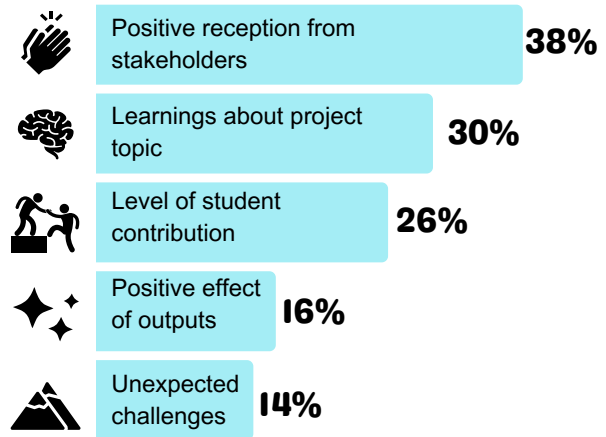 Positive reception from
stakeholders
38%
Learnings about project
topic
30%
Level of student
contribution
26%
Positive effect
of outputs
16%
Unexpected
challenges
14%